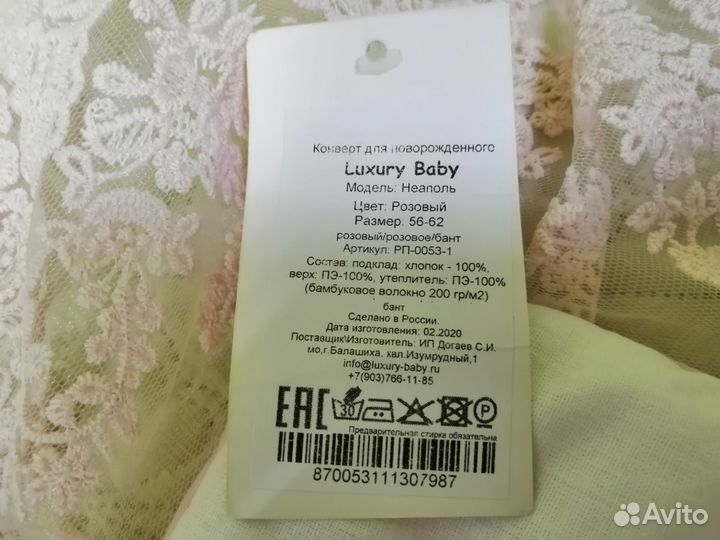 Конверт для новорожденного
Luxury Baby
Модель: Неаполь
Цвет: Розовый
Размер: 56-62
розовый/розовое/бант
Артикул: РП-0053-1
Состав: подклад: хлопок - 100%,
верх: ПЭ-100%, утеплитель: ПЭ-100%
(бамбуковое волокно 200 гр/м2)
бант
Сделано в России.
Дата изготовления: 02.2020
Поставщик\Изготовитель: ИП Догаев С.И.
мо,г.Балашиха, квл.Изумрудный,1
info@luxury-baby.ru
+7(903)766-11-85
EAC 30 P
Предварительная стирка обязательна
870053111307987
Avito